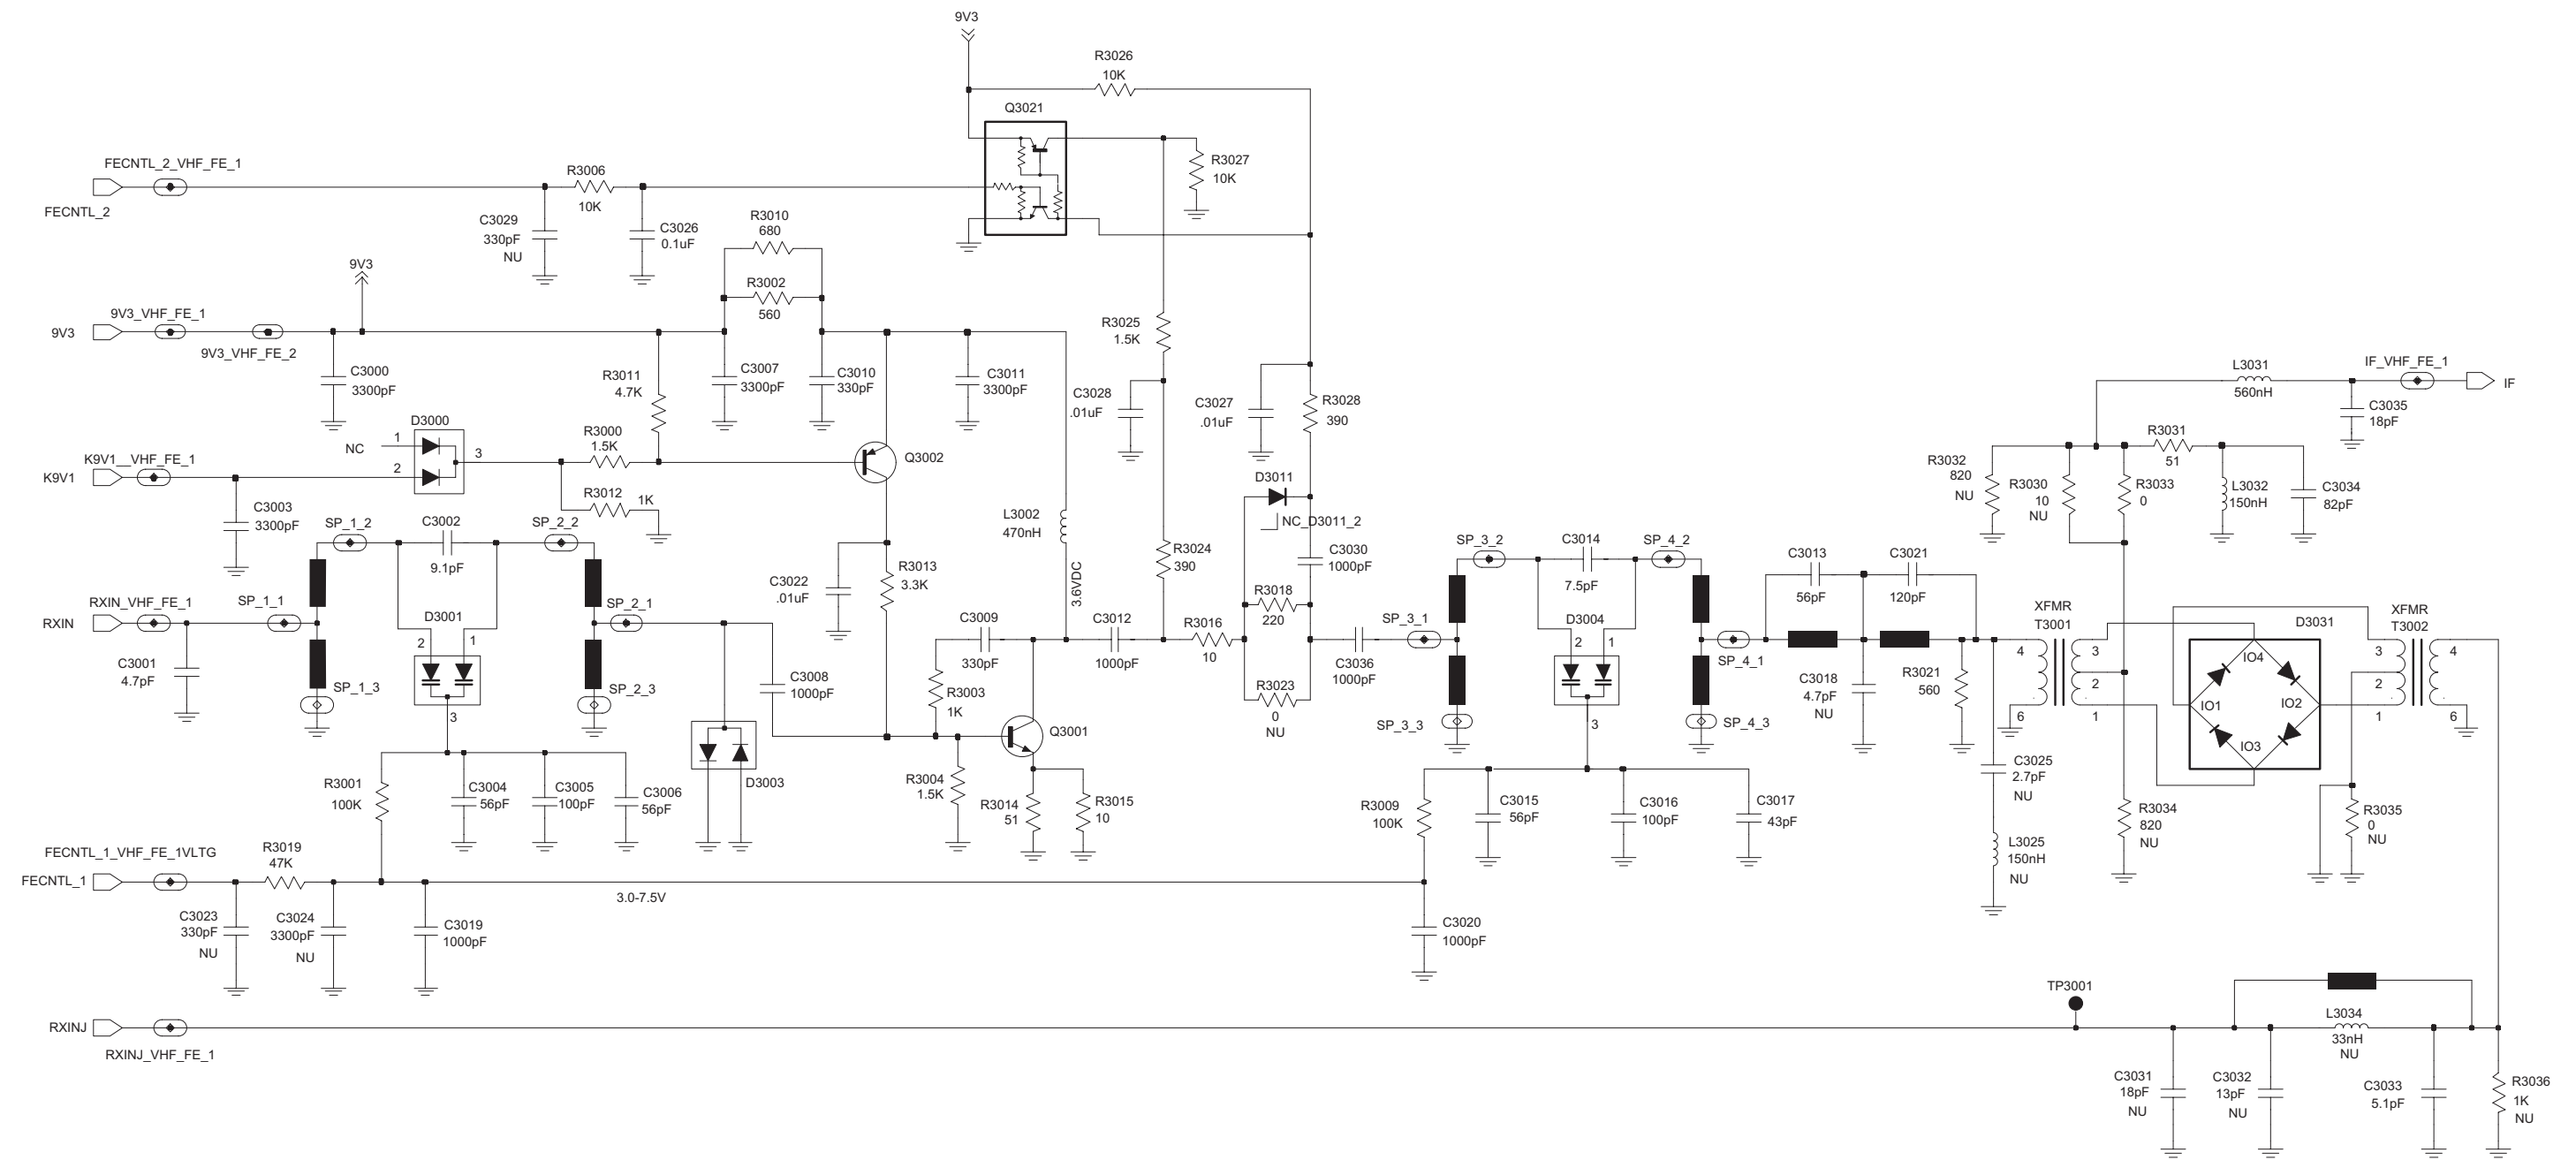 9V3
R3026
10K
Q3021
R3027
10K
FECNTL_2_VHF_FE_1
FECNTL_2
R3006
10K
C3029
330pF
NU
C3026
0.1uF
R3010
680
R3002
560
9V3
9V3_VHF_FE_1
9V3
9V3_VHF_FE_2
C3000
3300pF
R3011
4.7K
C3007
3300pF
C3010
330pF
C3011
3300pF
R3025
1.5K
C3028
.01uF
C3027
.01uF
R3028
390
D3000
NC
1
2
3
K9V1__VHF_FE_1
K9V1
C3003
3300pF
R3000
1.5K
R3012
1K
Q3002
L3002
470nH
3.6VDC
R3024
390
D3011
NC_D3011_2
C3030
1000pF
R3018
220
R3023
0
NU
SP_1_2
C3002
9.1pF
SP_2_2
RXIN_VHF_FE_1
RXIN
SP_1_1
D3001
2
1
3
SP_2_1
C3001
4.7pF
SP_1_3
SP_2_3
C3022
.01uF
R3013
3.3K
C3008
1000pF
C3009
330pF
R3003
1K
C3012
1000pF
R3016
10
Q3001
C3036
1000pF
D3003
R3004
1.5K
R3014
51
R3015
10
R3001
100K
C3004
56pF
C3005
100pF
C3006
56pF
SP_3_2
C3014
7.5pF
SP_4_2
SP_3_1
D3004
2
1
3
SP_3_3
SP_4_1
SP_4_3
C3013
56pF
C3021
120pF
C3018
4.7pF
NU
R3021
560
R3009
100K
C3015
56pF
C3016
100pF
C3017
43pF
L3031
560nH
IF_VHF_FE_1
IF
C3035
18pF
R3031
51
R3032
820
NU
R3030
10
NU
R3033
0
L3032
150nH
C3034
82pF
XFMR
T3001
4
3
2
6
1
D3031
IO4
IO1
IO2
IO3
XFMR
T3002
3
4
2
1
6
C3025
2.7pF
NU
L3025
150nH
NU
R3034
820
NU
R3035
0
NU
FECNTL_1_VHF_FE_1VLTG
FECNTL_1
R3019
47K
3.0-7.5V
C3023
330pF
NU
C3024
3300pF
NU
C3019
1000pF
C3020
1000pF
RXINJ
RXINJ_VHF_FE_1
TP3001
L3034
33nH
NU
C3031
18pF
NU
C3032
13pF
NU
C3033
5.1pF
R3036
1K
NU